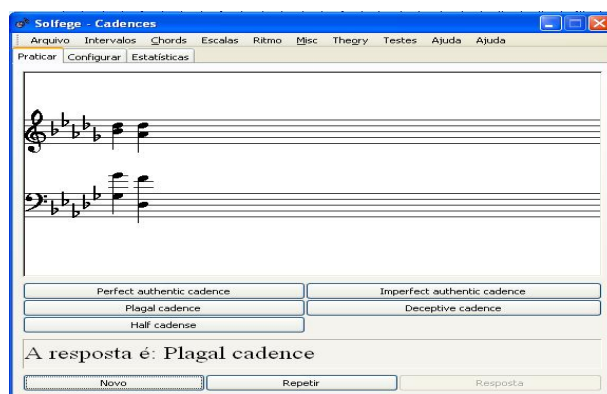 Solfege - Cadences
Arquivo Intervalos Chords Escalas Ritmo Misc Theory Testes Ajuda Ajuda
Praticar Configurar Estatísticas
Perfect authentic cadence Imperfect authentic cadence
Plagal cadence Deceptive cadence
Half cadense
A resposta é: Plagal cadence
Novo Repetir Resposta